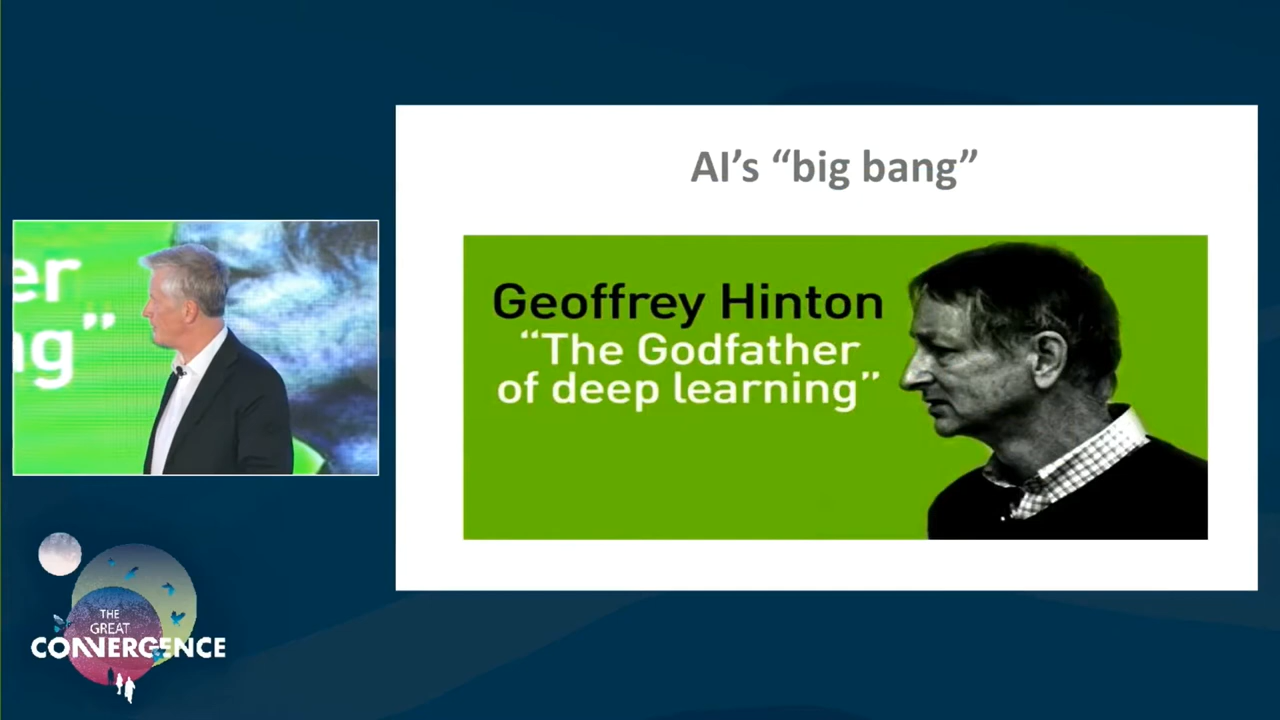 AI's “big bang”
Geoffrey Hinton
“The Godfather
of deep learning”
er
ng”
THE
GREAT
CONVERGENCE